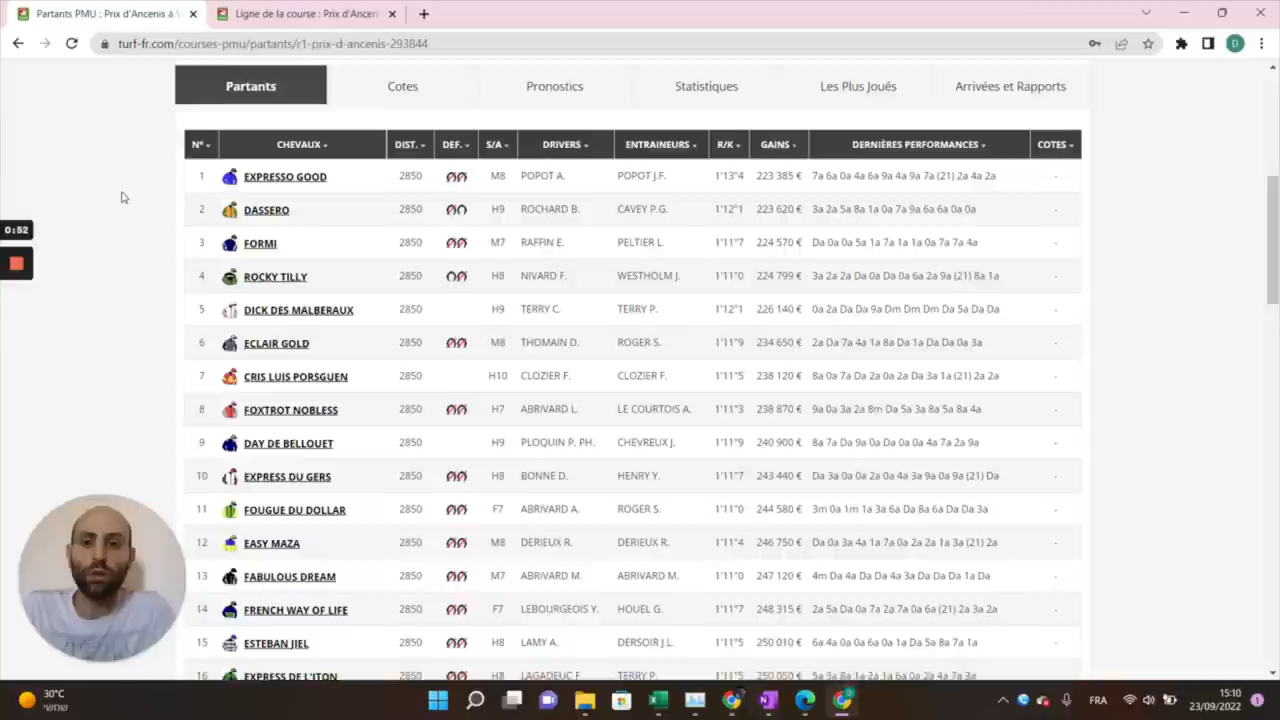 Partants PMU : Prix d'Ancenis à V
Ligne de la course : Prix d'Ancen
turf-fr.com/courses-pmu/partants/r1-prix-d-ancenis-293844
D
Partants Cotes Pronostics Statistiques Les Plus Joués Arrivées et Rapports
N° CHEVAUX DIST. DEF. S/A DRIVERS ENTRAINEURS R/K GAINS DERNIÈRES PERFORMANCES COTES
1 EXPRESSO GOOD 2850 M8 POPOT A. POPOT J.F. 1'13"4 223 385 € 7a 6a 0a 4a 6a 9a 4a 9a 7a (21) 2a 4a 2a -
2 DASSERO 2850 H9 ROCHARD B. CAVEY P.G. 1'12"1 223 620 € 3a 2a 5a 8a 1a 0a 7a 9a 6a 6a 0a 0a -
3 FORMI 2850 M7 RAFFIN E. PELTIER L. 1'11"7 224 570 € Da 0a 0a 5a 1a 7a 1a 1a 0a 7a 7a 4a -
4 ROCKY TILLY 2850 H8 NIVARD F. WESTHOLM J. 1'11"0 224 799 € 3a 2a 2a Da 0a Da 0a 6a 2a 9a (21) 8a 1a -
5 DICK DES MALBERAUX 2850 H9 TERRY C. TERRY P. 1'12"1 226 140 € 0a 2a Da Da 9a Dm Dm Dm Da 5a Da Da -
6 ECLAIR GOLD 2850 M8 THOMAIN D. ROGER S. 1'11"9 234 650 € 2a Da 7a 4a 1a 8a Da 1a Da Da 0a 3a -
7 CRIS LUIS PORSGUEN 2850 H10 CLOZIER F. CLOZIER F. 1'11"5 238 120 € 8a 0a 7a Da 2a 0a 2a Da 3a 1a (21) 2a 2a -
8 FOXTROT NOBLESS 2850 H7 ABRIVARD L. LE COURTOIS A. 1'11"3 238 870 € 9a 0a 3a 2a 8m Da 5a 3a 8a 5a 8a 4a -
9 DAY DE BELLOUET 2850 H9 PLOQUIN P. PH. CHEVREUX J. 1'11"9 240 900 € 8a 7a Da 9a 0a Da 0a 0a 4a 7a 2a 9a -
10 EXPRESS DU GERS 2850 H8 BONNE D. HENRY Y. 1'11"7 243 440 € Da 3a 0a 0a 2a 0a 4a 3a 9a 0a 9a (21) Da -
11 FOUGUE DU DOLLAR 2850 F7 ABRIVARD A. ROGER S. 1'11"0 244 580 € 3m 0a 1m 1a 3a 6a Da 8a 6a Da Da 3a -
12 EASY MAZA 2850 M8 DERIEUX R. DERIEUX R. 1'11"4 246 750 € Da 0a 3a 4a 1a 7a 0a 2a 2a 1a 3a (21) 2a -
13 FABULOUS DREAM 2850 M7 ABRIVARD M. ABRIVARD M. 1'11"0 247 120 € 4m Da 4a Da Da 4a 3a Da Da Da 1a Da -
14 FRENCH WAY OF LIFE 2850 F7 LEBOURGEOIS Y. HOUEL G. 1'11"7 248 315 € 2a 5a Da 0a 7a 2a 7a 0a 6a (21) 2a 3a 2a -
15 ESTEBAN JIEL 2850 H8 LAMY A. DERSOIR J.L. 1'11"5 250 010 € 6a 4a 0a 0a 6a 0a 1a Da 5a 8a 7a 1a -
16 EXPRESS DE L'ITON 2850 H8 LAGADEUC F. TERRY P. 1'11"5 250 050 €
0:52
30°C
שמשי
FRA
15:10
23/09/2022
1